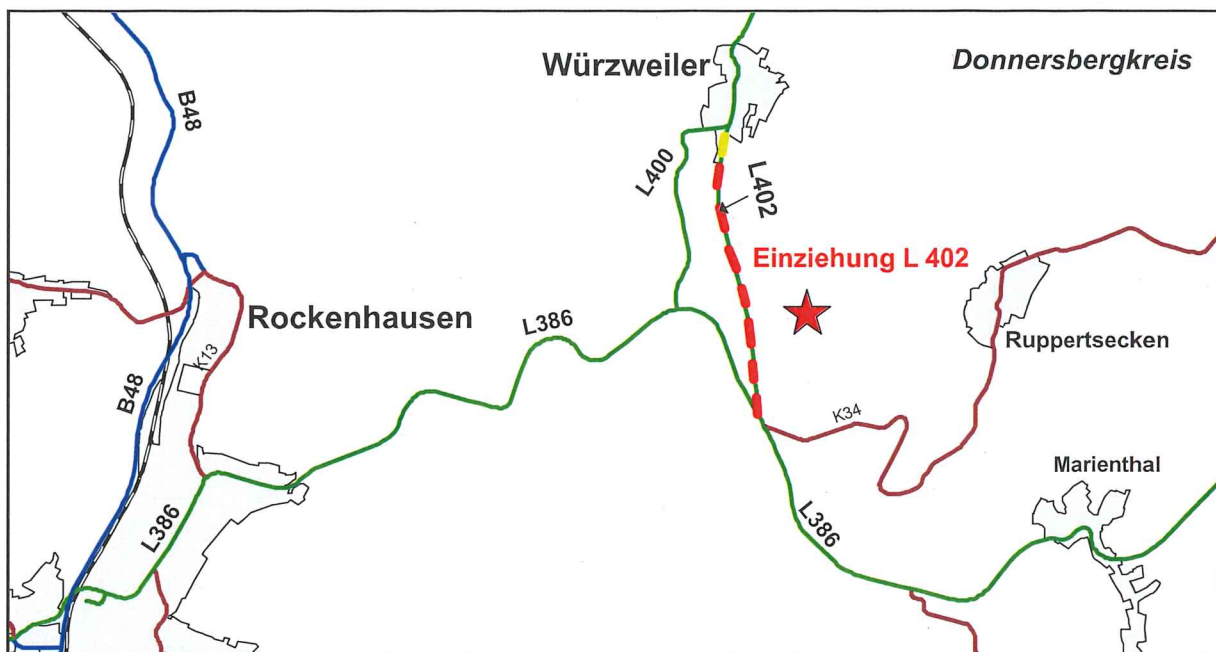 Würzweiler
Donnersbergkreis
B48
L400
L402
Einziehung L 402
Rockenhausen
L386
Ruppertsecken
K13
B48
K34
Marienthal
L386
L386